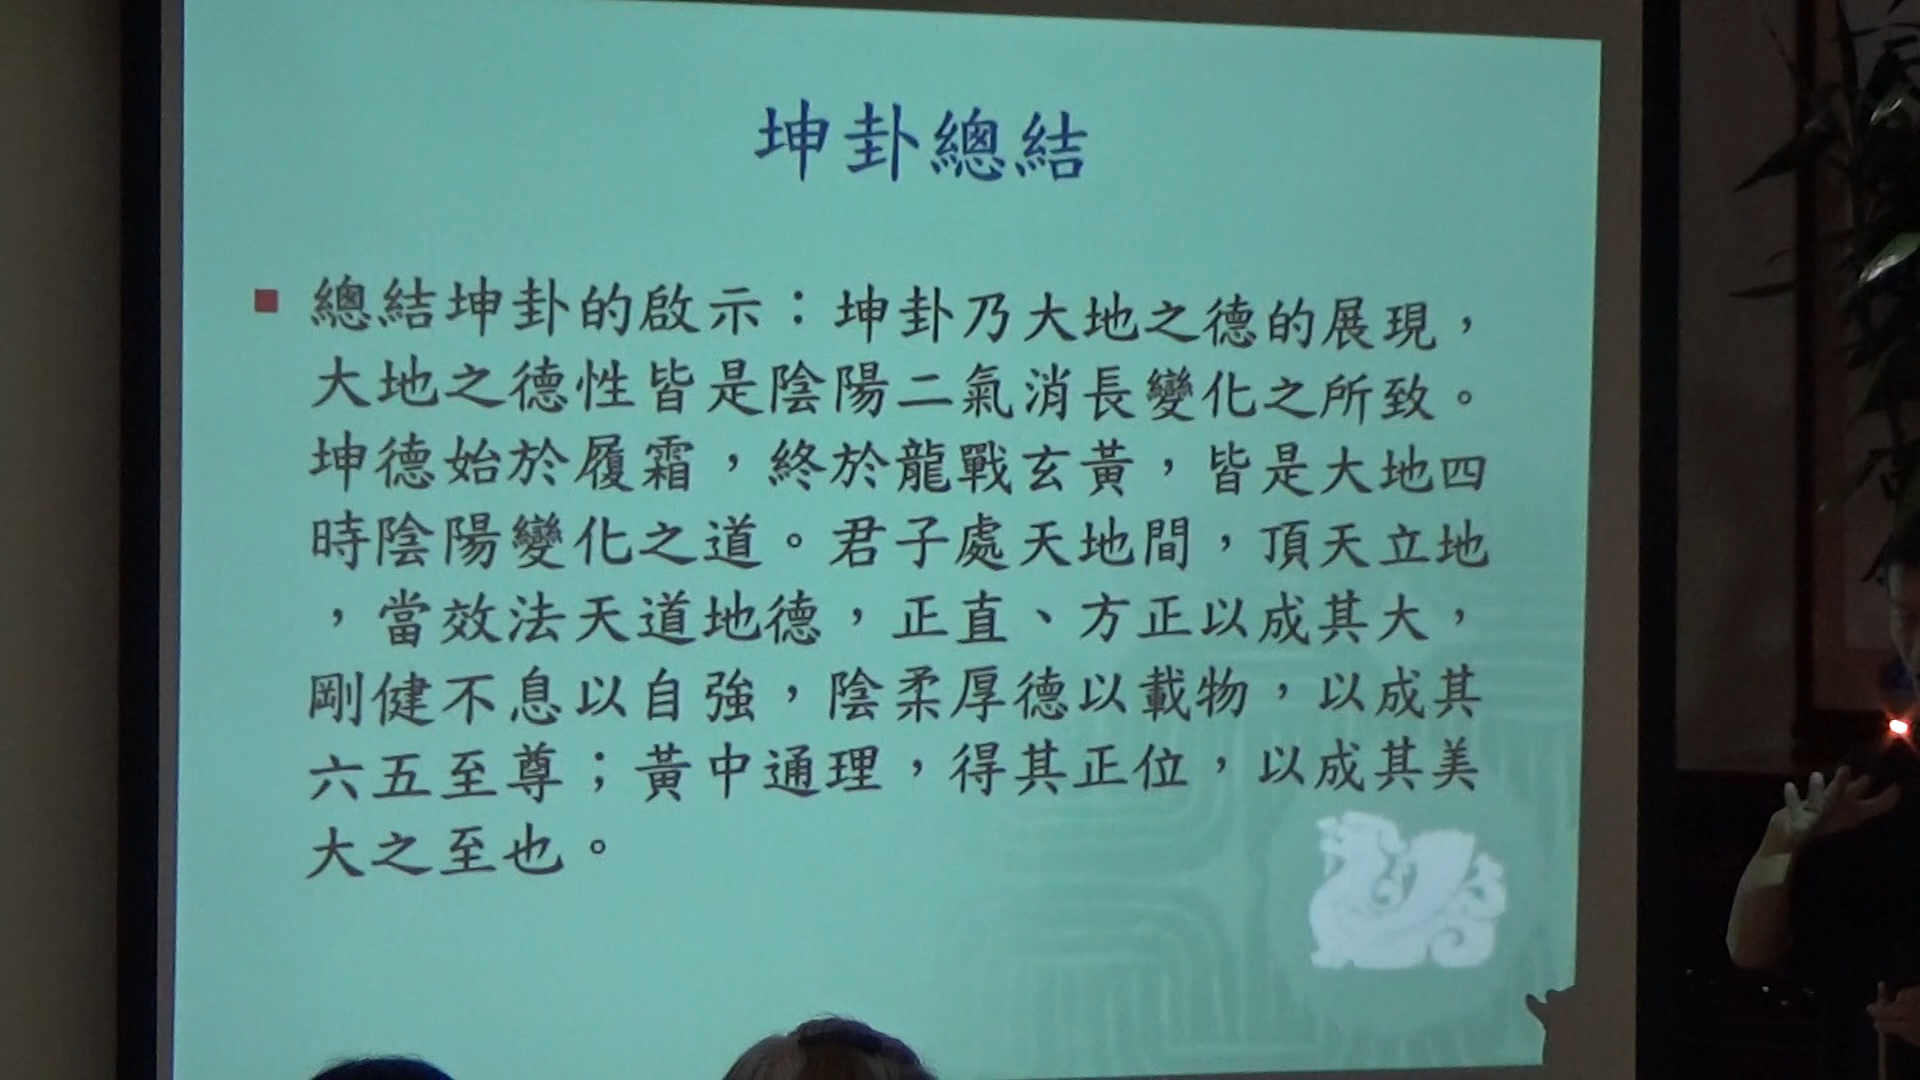 坤卦總結
總結坤卦的啟示：坤卦乃大地之德的展現，
大地之德性皆是陰陽二氣消長變化之所致。
坤德始於履霜，終於龍戰玄黃，皆是大地四
時陰陽變化之道。君子處天地間，頂天立地
，當效法天道地德，正直、方正以成其大，
剛健不息以自強，陰柔厚德以載物，以成其
六五至尊；黃中通理，得其正位，以成其美
大之至也。